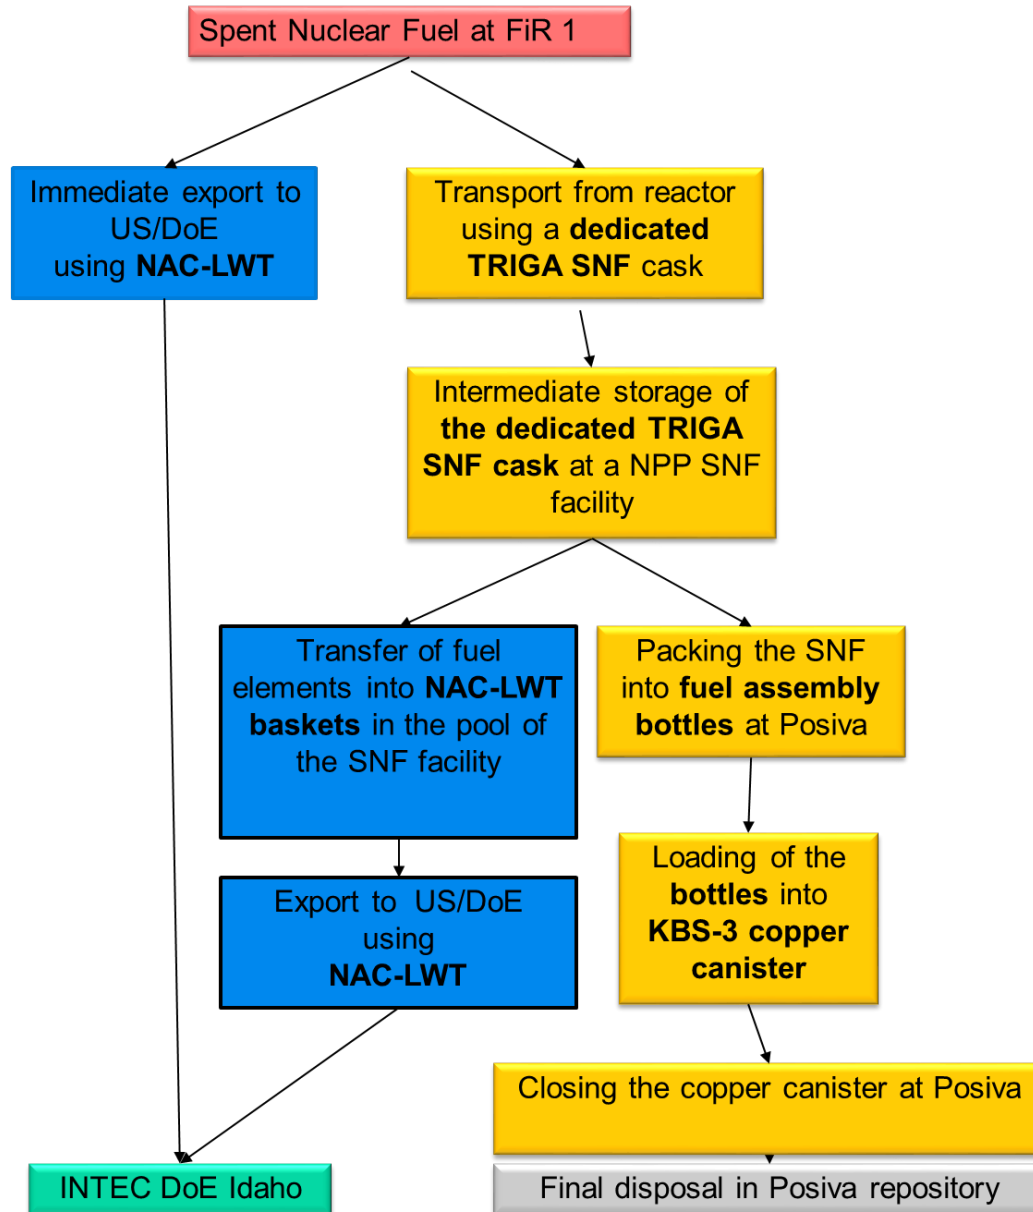 Spent Nuclear Fuel at FiR 1
Immediate export to
US/DoE
using NAC-LWT
Transport from reactor
using a dedicated
TRIGA SNF cask
Intermediate storage of
the dedicated TRIGA
SNF cask at a NPP SNF
facility
Transfer of fuel
elements into NAC-LWT
baskets in the pool of
the SNF facility
Packing the SNF
into fuel assembly
bottles at Posiva
Export to US/DoE
using
NAC-LWT
Loading of the
bottles into
KBS-3 copper
canister
Closing the copper canister at Posiva
INTEC DoE Idaho
Final disposal in Posiva repository